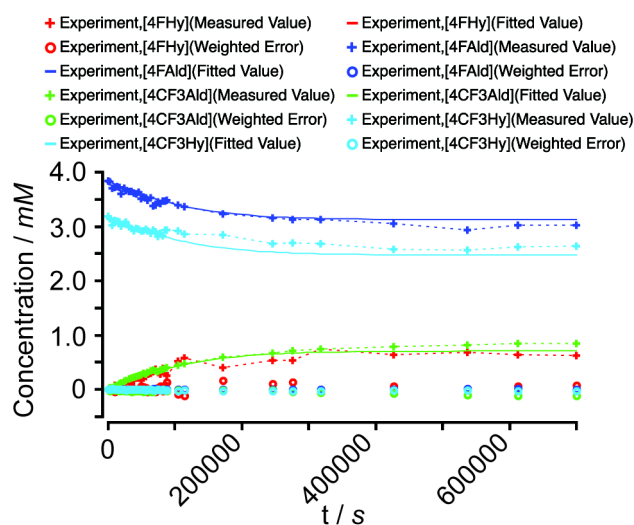 Experiment,[4FHy](Measured Value) Experiment,[4FHy](Fitted Value)
Experiment,[4FHy](Weighted Error) Experiment,[4FAld](Measured Value)
Experiment,[4FAld](Fitted Value) Experiment,[4FAld](Weighted Error)
Experiment,[4CF3Ald](Measured Value) Experiment,[4CF3Ald](Fitted Value)
Experiment,[4CF3Ald](Weighted Error) Experiment,[4CF3Hy](Measured Value)
Experiment,[4CF3Hy](Fitted Value) Experiment,[4CF3Hy](Weighted Error)
Concentration / mM
4.0
3.0
2.0
1.0
0
0 200000 400000 600000
t / s